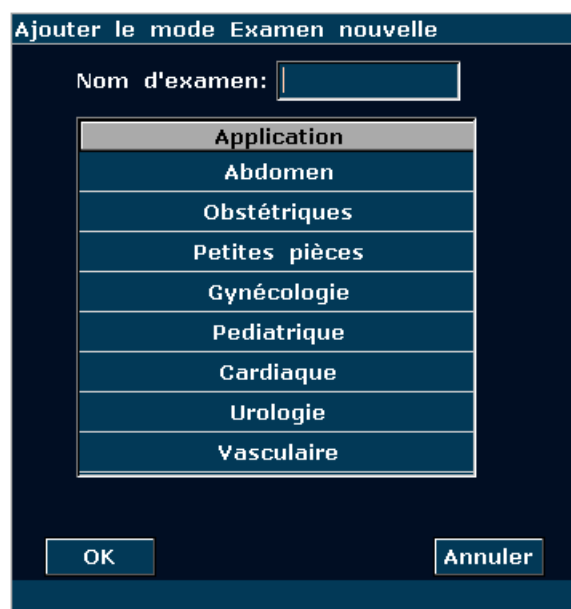 Ajouter le mode Examen nouvelle
Nom d'examen:
Application
Abdomen
Obstétriques
Petites pièces
Gynécologie
Pediatrique
Cardiaque
Urologie
Vasculaire
OK Annuler